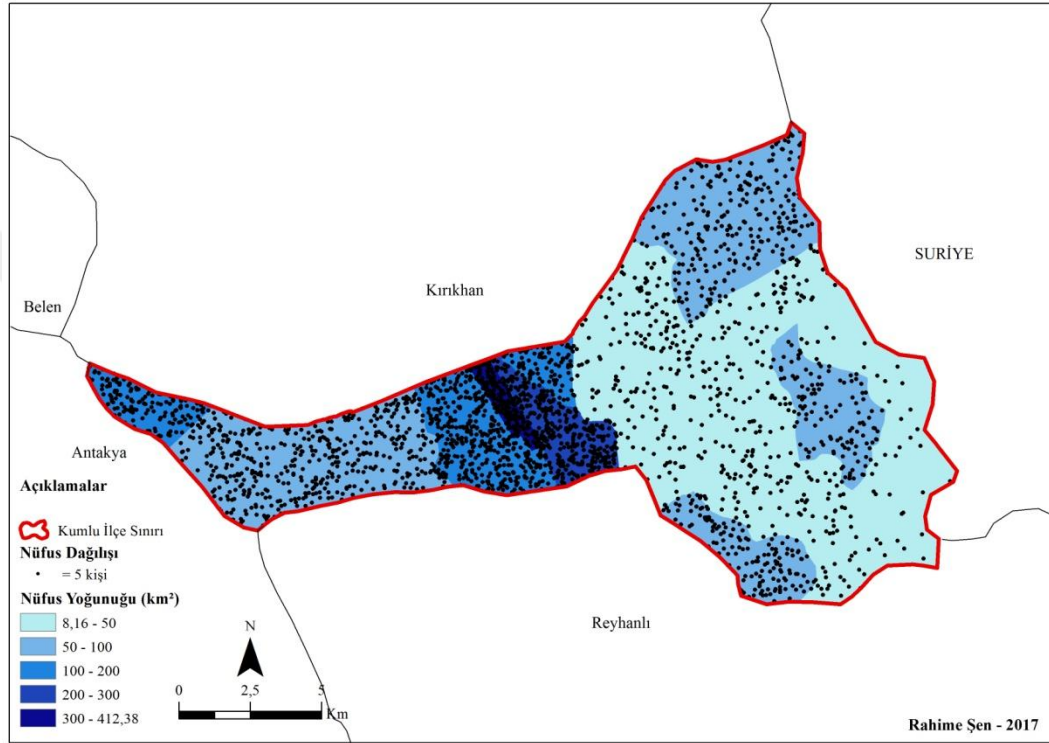 SURİYE
Kırıkhan
Belen
Antakya
Açıklamalar
Kumlu İlçe Sınırı
Nüfus Dağılışı
= 5 kişi
Nüfus Yoğunuğu (km²)
8,16 - 50
50 - 100
100 - 200
200 - 300
300 - 412,38
Reyhanlı
N
0 2,5 5
Km
Rahime Şen - 2017